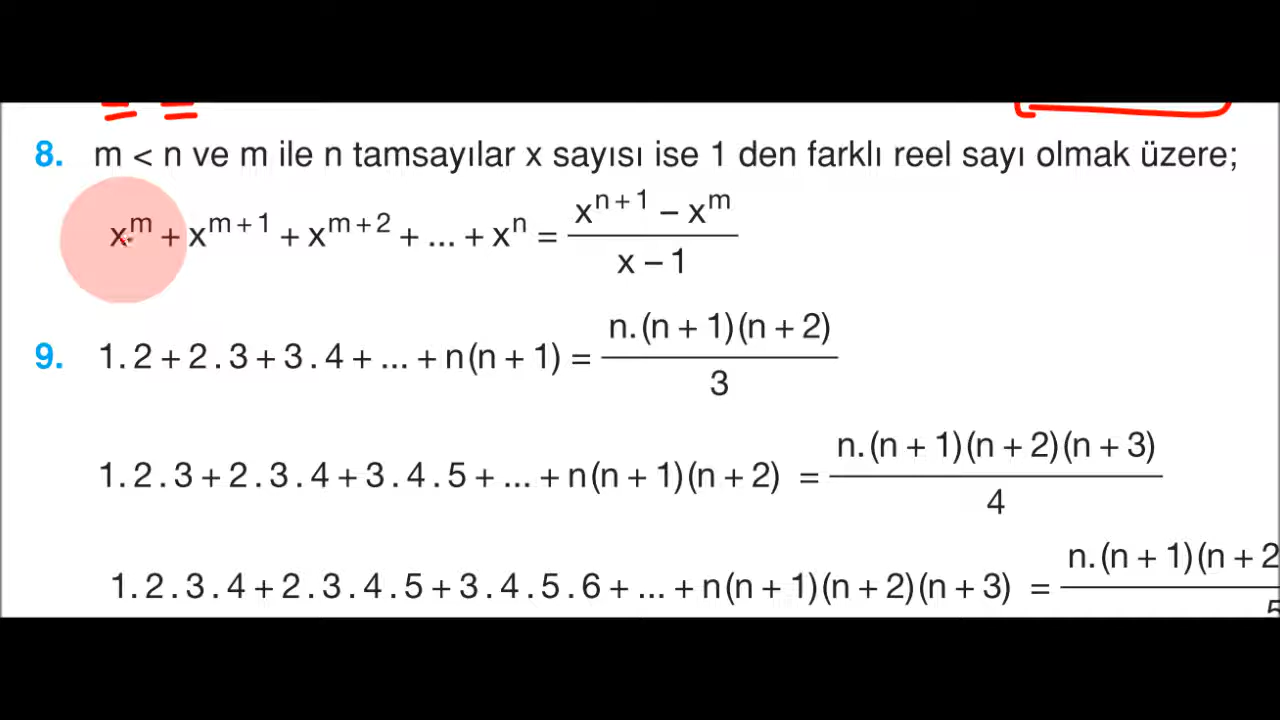 8. m < n ve m ile n tamsayılar x sayısı ise 1 den farklı reel sayı olmak üzere;
x^m + x^(m+1) + x^(m+2) + ... + x^n = (x^(n+1) – x^m) / (x – 1)
9. 1.2 + 2.3 + 3.4 + ... + n(n + 1) = n.(n + 1)(n + 2) / 3
1.2.3 + 2.3.4 + 3.4.5 + ... + n(n + 1)(n + 2) = n.(n + 1)(n + 2)(n + 3) / 4
1.2.3.4 + 2.3.4.5 + 3.4.5.6 + ... + n(n + 1)(n + 2)(n + 3) = n.(n + 1)(n + 2 / 5